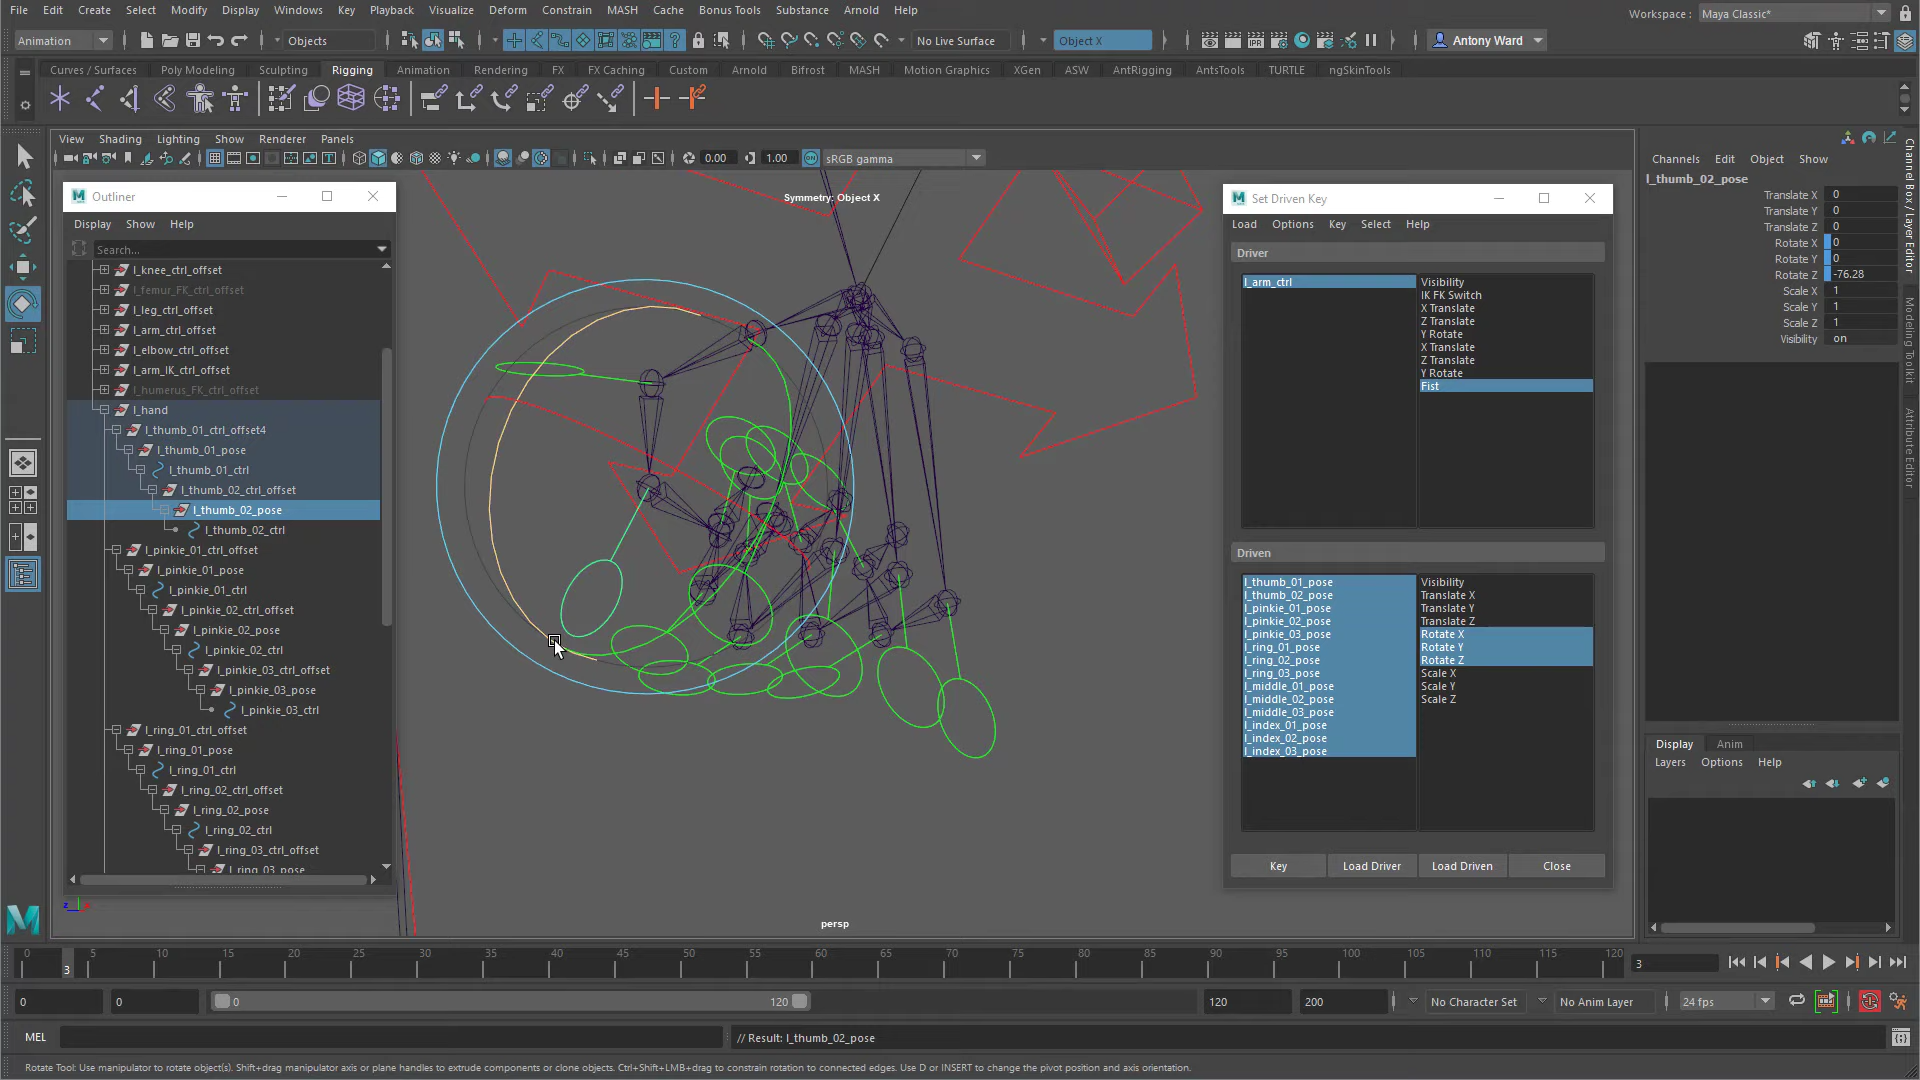 File Edit Create Select Modify Display Windows Key Playback Visualize Deform Constrain MASH Cache Bonus Tools Substance Arnold Help
Workspace : Maya Classic*
Animation Objects No Live Surface Object X Antony Ward
Curves / Surfaces Poly Modeling Sculpting Rigging Animation Rendering FX FX Caching Custom Arnold Bifrost MASH Motion Graphics XGen ASW AntRigging AntsTools TURTLE ngSkinTools
View Shading Lighting Show Renderer Panels
0.00 1.00 sRGB gamma
Symmetry: Object X
Outliner
Display Show Help
Search...
l_knee_ctrl_offset
l_femur_FK_ctrl_offset
l_leg_ctrl_offset
l_arm_ctrl_offset
l_elbow_ctrl_offset
l_arm_IK_ctrl_offset
l_humerus_FK_ctrl_offset
l_hand
l_thumb_01_ctrl_offset4
l_thumb_01_pose
l_thumb_01_ctrl
l_thumb_02_ctrl_offset
l_thumb_02_pose
l_thumb_02_ctrl
l_pinkie_01_ctrl_offset
l_pinkie_01_pose
l_pinkie_01_ctrl
l_pinkie_02_ctrl_offset
l_pinkie_02_pose
l_pinkie_02_ctrl
l_pinkie_03_ctrl_offset
l_pinkie_03_pose
l_pinkie_03_ctrl
l_ring_01_ctrl_offset
l_ring_01_pose
l_ring_01_ctrl
l_ring_02_ctrl_offset
l_ring_02_pose
l_ring_02_ctrl
l_ring_03_ctrl_offset
l_ring_03_pose
persp
Set Driven Key
Load Options Key Select Help
Driver
l_arm_ctrl
Visibility
IK FK Switch
X Translate
Z Translate
Y Rotate
X Translate
Z Translate
Y Rotate
Fist
Driven
l_thumb_01_pose
l_thumb_02_pose
l_pinkie_01_pose
l_pinkie_02_pose
l_pinkie_03_pose
l_ring_01_pose
l_ring_02_pose
l_ring_03_pose
l_middle_01_pose
l_middle_02_pose
l_middle_03_pose
l_index_01_pose
l_index_02_pose
l_index_03_pose
Visibility
Translate X
Translate Y
Translate Z
Rotate X
Rotate Y
Rotate Z
Scale X
Scale Y
Scale Z
Key Load Driver Load Driven Close
Channels Edit Object Show
l_thumb_02_pose
Translate X 0
Translate Y 0
Translate Z 0
Rotate X 0
Rotate Y 0
Rotate Z -76.28
Scale X 1
Scale Y 1
Scale Z 1
Visibility on
Channel Box / Layer Editor
Modeling Toolkit
Attribute Editor
Display Anim
Layers Options Help
0 5 10 15 20 25 30 35 40 45 50 55 60 65 70 75 80 85 90 95 100 105 110 115 120
3
3
0 0 0 120 120 200 No Character Set No Anim Layer 24 fps
MEL // Result: l_thumb_02_pose
Rotate Tool: Use manipulator to rotate object(s). Shift+drag manipulator axis or plane handles to extrude components or clone objects. Ctrl+Shift+LMB+drag to constrain rotation to connected edges. Use D or INSERT to change the pivot position and axis orientation.